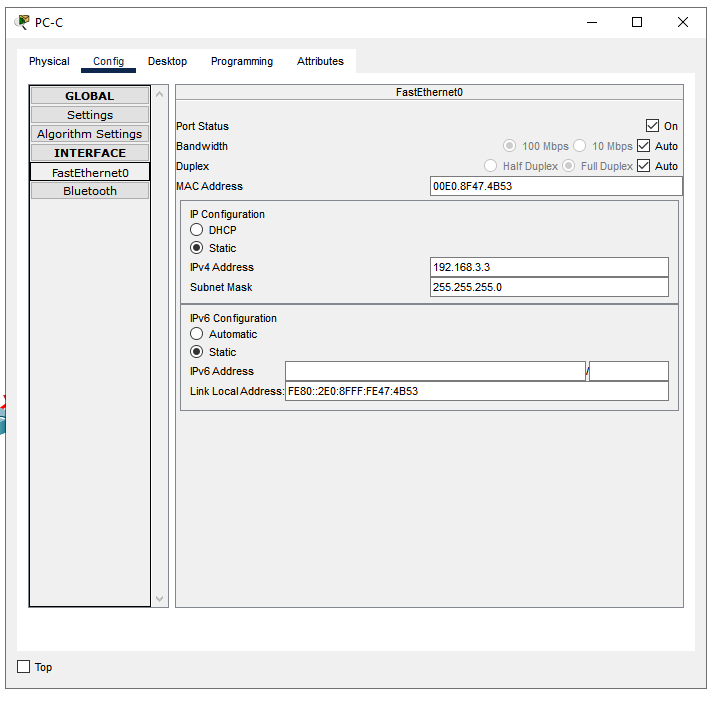 PC-C
Physical Config Desktop Programming Attributes
GLOBAL
Settings
Algorithm Settings
INTERFACE
FastEthernet0
Bluetooth
FastEthernet0
Port Status On
Bandwidth 100 Mbps 10 Mbps Auto
Duplex Half Duplex Full Duplex Auto
MAC Address 00E0.8F47.4B53
IP Configuration
DHCP
Static
IPv4 Address 192.168.3.3
Subnet Mask 255.255.255.0
IPv6 Configuration
Automatic
Static
IPv6 Address /
Link Local Address: FE80::2E0:8FFF:FE47:4B53
Top